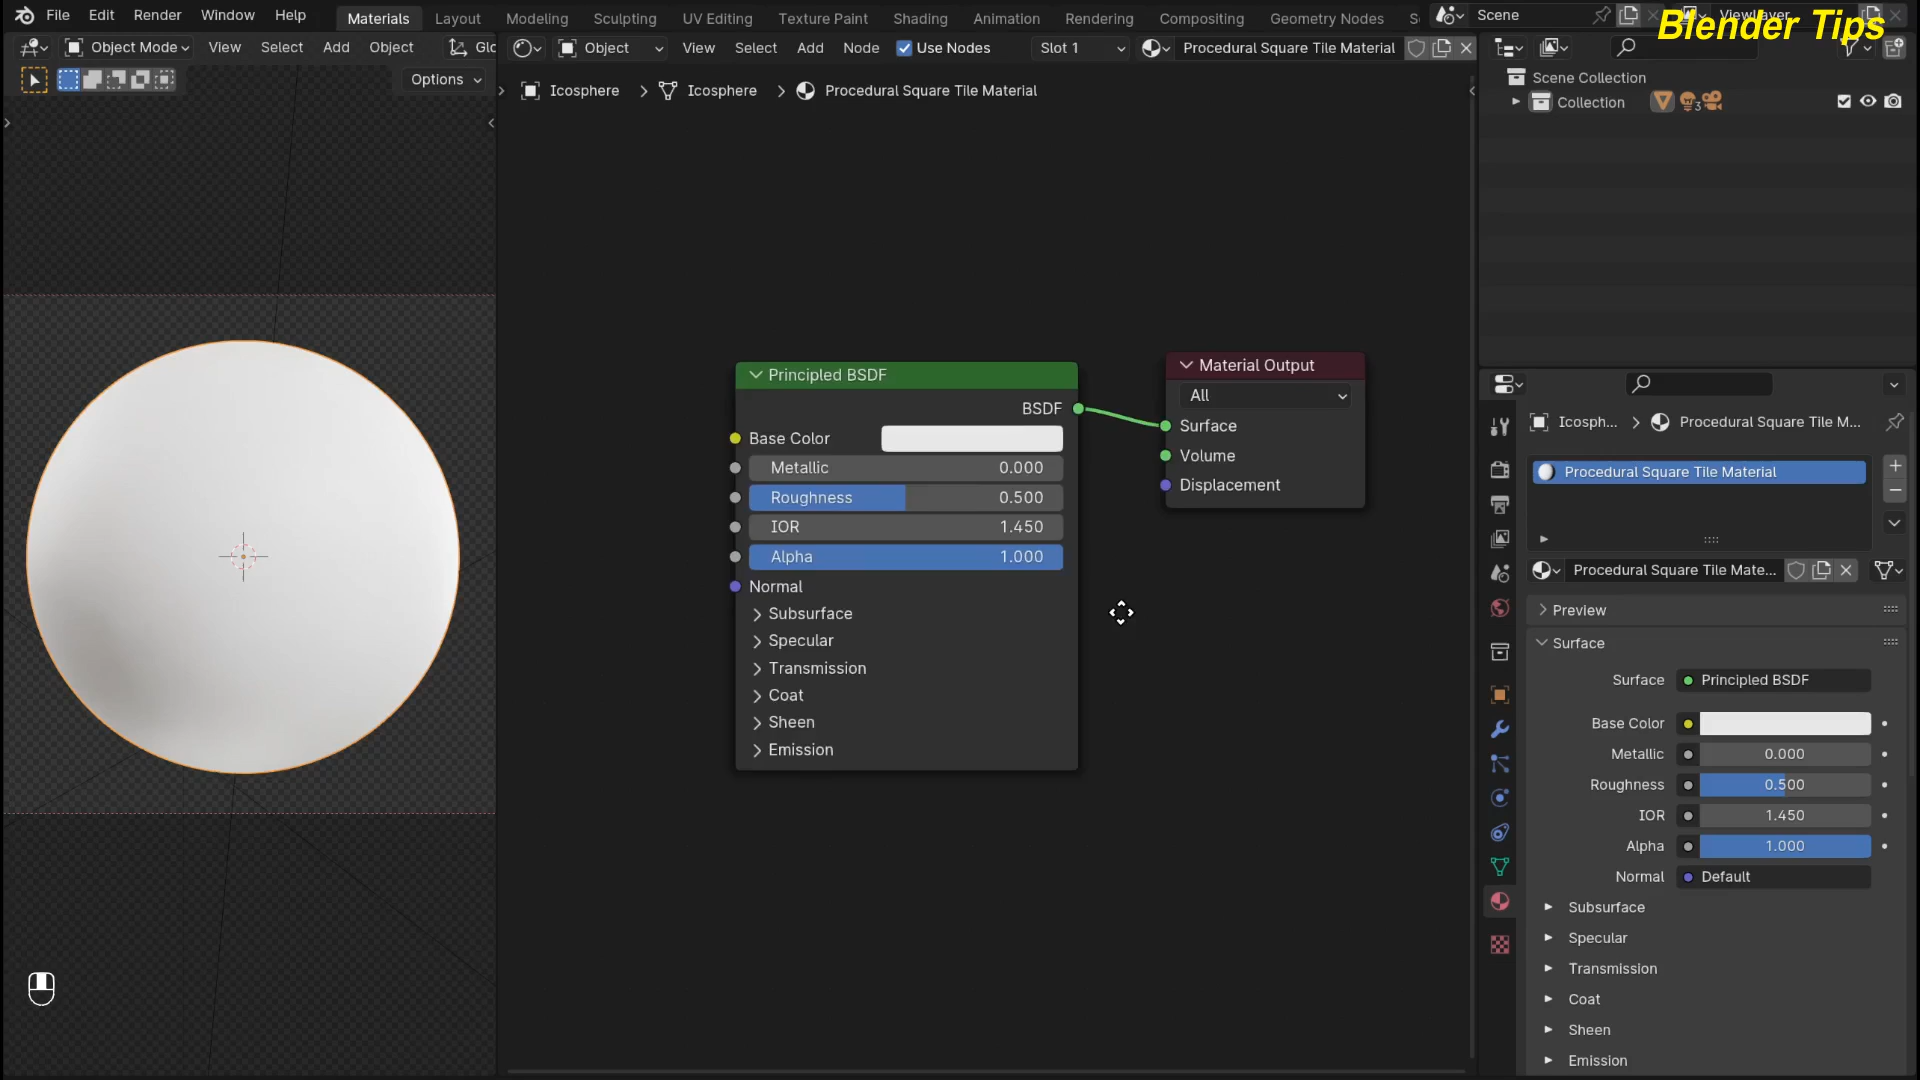 File Edit Render Window Help Materials Layout Modeling Sculpting UV Editing Texture Paint Shading Animation Rendering Compositing Geometry Nodes Scene ViewLayer
Blender Tips
Object Mode View Select Add Object Object View Select Add Node Use Nodes Slot 1 Procedural Square Tile Material
Options
Icosphere Icosphere Procedural Square Tile Material
Scene Collection
Collection 3
Principled BSDF
BSDF
Base Color
Metallic 0.000
Roughness 0.500
IOR 1.450
Alpha 1.000
Normal
Subsurface
Specular
Transmission
Coat
Sheen
Emission
Material Output
All
Surface
Volume
Displacement
Icosph... Procedural Square Tile M...
Procedural Square Tile Material
Procedural Square Tile Mate...
Preview
Surface
Surface Principled BSDF
Base Color
Metallic 0.000
Roughness 0.500
IOR 1.450
Alpha 1.000
Normal Default
Subsurface
Specular
Transmission
Coat
Sheen
Emission